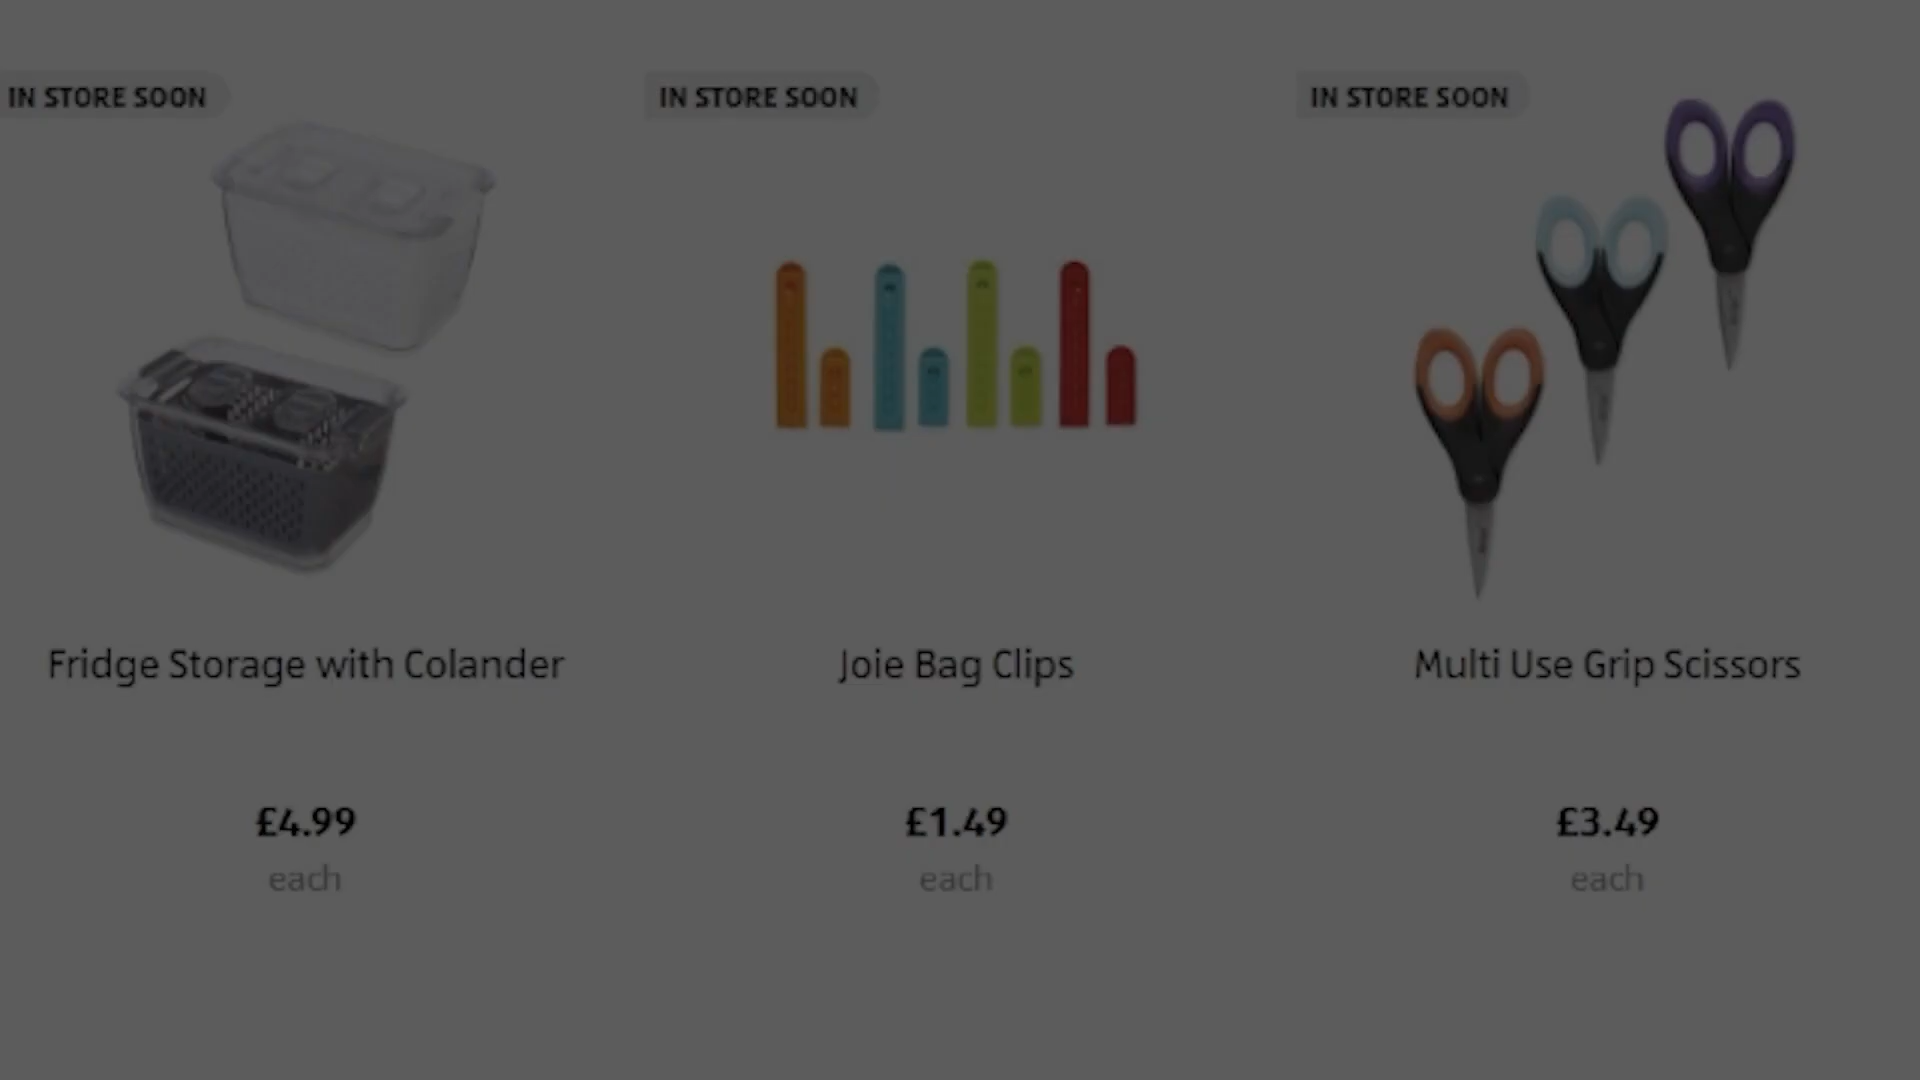 IN STORE SOON
IN STORE SOON
IN STORE SOON
Fridge Storage with Colander
Joie Bag Clips
Multi Use Grip Scissors
£4.99
£1.49
£3.49
each
each
each